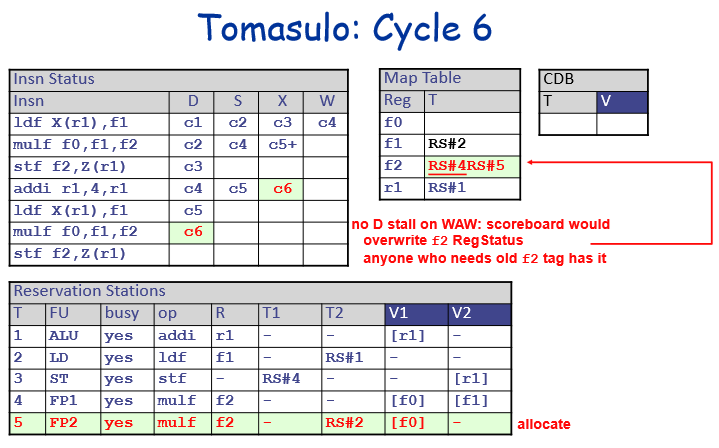 Tomasulo: Cycle 6
Insn Status
Insn D S X W
ldf X(r1),f1 c1 c2 c3 c4
mulf f0,f1,f2 c2 c4 c5+
stf f2,Z(r1) c3
addi r1,4,r1 c4 c5 c6
ldf X(r1),f1 c5
mulf f0,f1,f2 c6
stf f2,Z(r1)
Map Table
Reg T
f0
f1 RS#2
f2 RS#4RS#5
r1 RS#1
CDB
T V
no D stall on WAW: scoreboard would
overwrite f2 RegStatus
anyone who needs old f2 tag has it
Reservation Stations
T FU busy op R T1 T2 V1 V2
1 ALU yes addi r1 - - [r1] -
2 LD yes ldf f1 - RS#1 - -
3 ST yes stf - RS#4 - - [r1]
4 FP1 yes mulf f2 - - [f0] [f1]
5 FP2 yes mulf f2 - RS#2 [f0] -
allocate